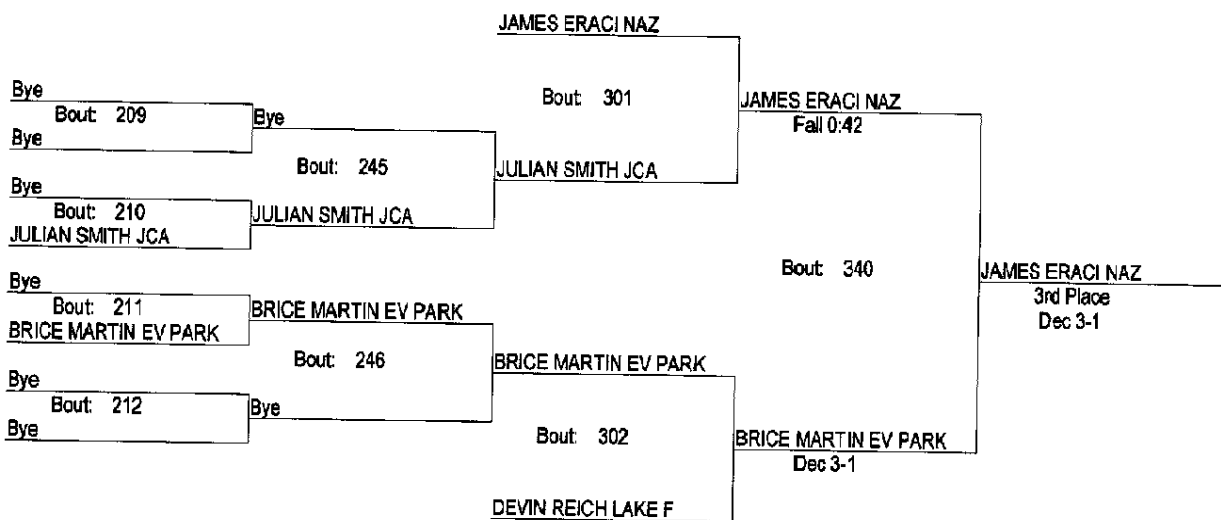 JAMES ERACI NAZ
Bye
Bout: 301
JAMES ERACI NAZ
Bout: 209
Bye
Fall 0:42
Bye
Bout: 245
JULIAN SMITH JCA
Bye
Bout: 210
JULIAN SMITH JCA
JULIAN SMITH JCA
Bye
Bout: 340
JAMES ERACI NAZ
Bout: 211
BRICE MARTIN EV PARK
3rd Place
BRICE MARTIN EV PARK
Dec 3-1
Bout: 246
BRICE MARTIN EV PARK
Bye
Bout: 212
Bye
Bye
Bout: 302
BRICE MARTIN EV PARK
Dec 3-1
DEVIN REICH LAKE F